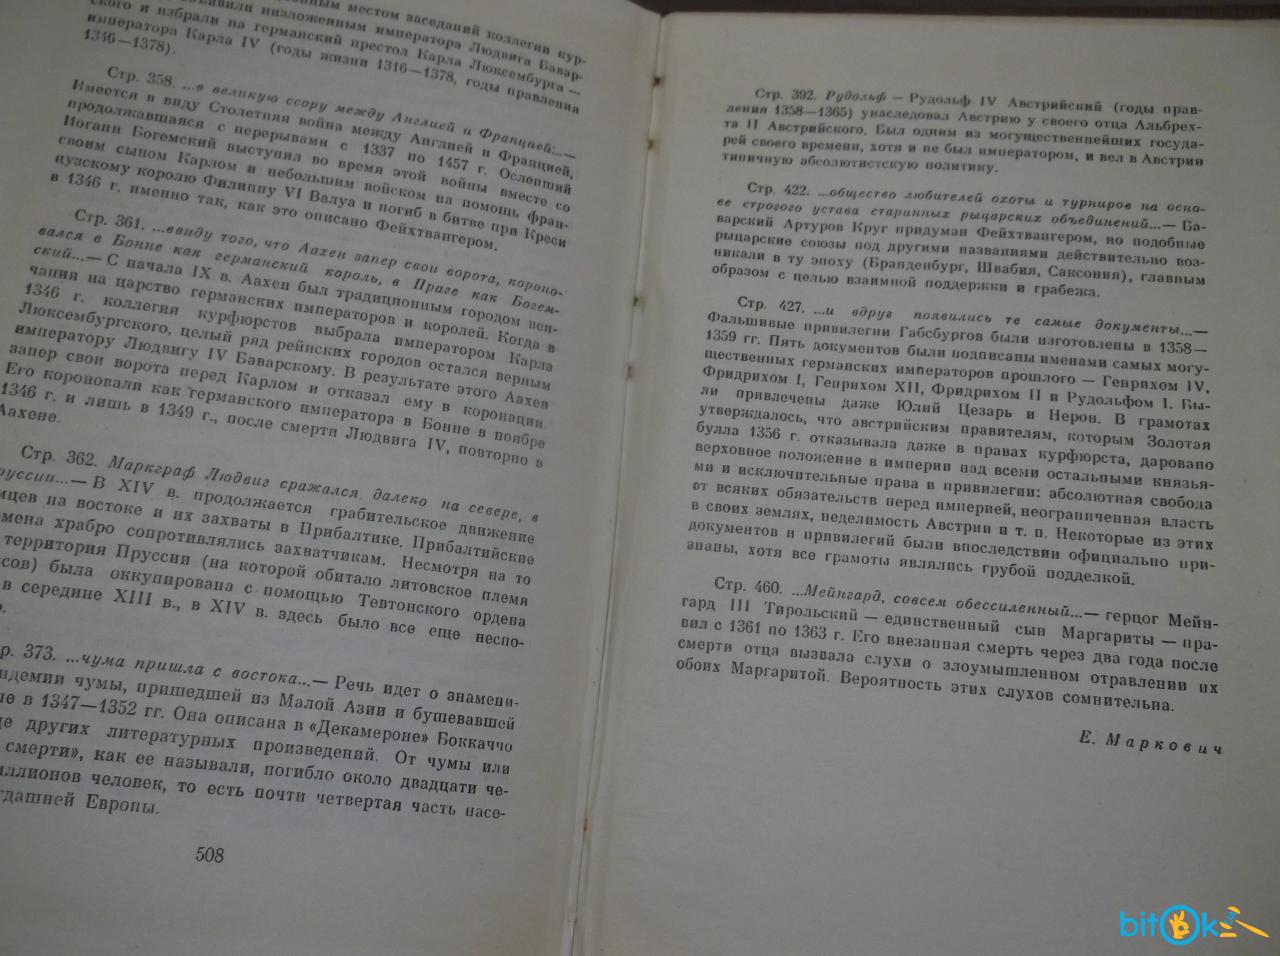 местом заседаний коллегии кур-
низложенным императора Людвига Бавар-
ского и избрали на германский престол Карла Люксембурга —
императора Карла IV (годы жизни 1316—1378, годы правления
1346—1378).
Стр. 358. ...в великую ссору между Англией и Францией...—
Имеется в виду Столетняя война между Англией и Францией,
продолжавшаяся с перерывами с 1337 по 1457 г. Ослепший
Иоганн Богемский выступил во время этой войны вместе со
своим сыном Карлом и небольшим войском на помощь фран-
цузскому королю Филиппу VI Валуа и погиб в битве при Креси
в 1346 г. именно так, как это описано Фейхтвангером.
Стр. 361. ...ввиду того, что Аахен запер свои ворота, короно-
вался в Бонне как германский король, в Праге как Богем-
ский...— С начала IX в. Аахен был традиционным городом вен-
чания на царство германских императоров и королей. Когда в
1346 г. коллегия курфюрстов выбрала императором Карла
Люксембургского, целый ряд рейнских городов остался верным
императору Людвигу IV Баварскому. В результате этого Аахен
запер свои ворота перед Карлом и отказал ему в коронации.
Его короновали как германского императора в Бонне в ноябре
1346 г. и лишь в 1349 г., после смерти Людвига IV, повторно в
Аахене.
Стр. 362. Маркграф Людвиг сражался далеко на севере, в
руссии...— В XIV в. продолжается грабительское движение
мцев на востоке и их захваты в Прибалтике. Прибалтийские
мена храбро сопротивлялись захватчикам. Несмотря на то
территория Пруссии (на которой обитало литовское племя
ссов) была оккупирована с помощью Тевтонского ордена
в середине XIII в., в XIV в. здесь было все еще неспо-
р. 373. ...чума пришла с востока...— Речь идет о знамени-
идемии чумы, пришедшей из Малой Азии и бушевавшей
пе в 1347—1352 гг. Она описана в «Декамероне» Боккаччо
це других литературных произведений. От чумы или
смерти», как ее называли, погибло около двадцати че-
иллионов человек, то есть почти четвертая часть насе-
гдашней Европы.
508
Стр. 392. Рудольф — Рудольф IV Австрийский (годы прав-
ления 1358—1365) унаследовал Австрию у своего отца Альбрех-
та II Австрийского. Был одним из могущественнейших госуда-
рей своего времени, хотя и не был императором, и вел в Австрии
типичную абсолютистскую политику.
Стр. 422. ...общество любителей охоты и турниров на осно-
ве строгого устава старинных рыцарских объединений...— Ба-
варский Артуров Круг придуман Фейхтвангером, но подобные
рыцарские союзы под другими названиями действительно воз-
никали в ту эпоху (Бранденбург, Швабия, Саксония), главным
образом с целью взаимной поддержки и грабежа.
Стр. 427. ...и вдруг появились те самые документы...—
Фальшивые привилегии Габсбургов были изготовлены в 1358—
1359 гг. Пять документов были подписаны именами самых могу-
щественных германских императоров прошлого — Генрихом IV,
Фридрихом I, Генрихом XII, Фридрихом II и Рудольфом I. Бы-
ли привлечены даже Юлий Цезарь и Нерон. В грамотах
утверждалось, что австрийским правителям, которым Золотая
булла 1356 г. отказывала даже в правах курфюрста, даровано
верховное положение в империи над всеми остальными князья-
ми и исключительные права и привилегии: абсолютная свобода
от всяких обязательств перед империей, неограниченная власть
в своих землях, неделимость Австрии и т. п. Некоторые из этих
документов и привилегий были впоследствии официально при-
знаны, хотя все грамоты являлись грубой подделкой.
Стр. 460. ...Мейнгард, совсем обессиленный...— герцог Мейн-
гард III Тирольский — единственный сын Маргариты — пра-
вил с 1361 по 1363 г. Его внезапная смерть через два года после
смерти отца вызвала слухи о злоумышленном отравлении их
обоих Маргаритой. Вероятность этих слухов сомнительна.
Е. Маркович
bitOk